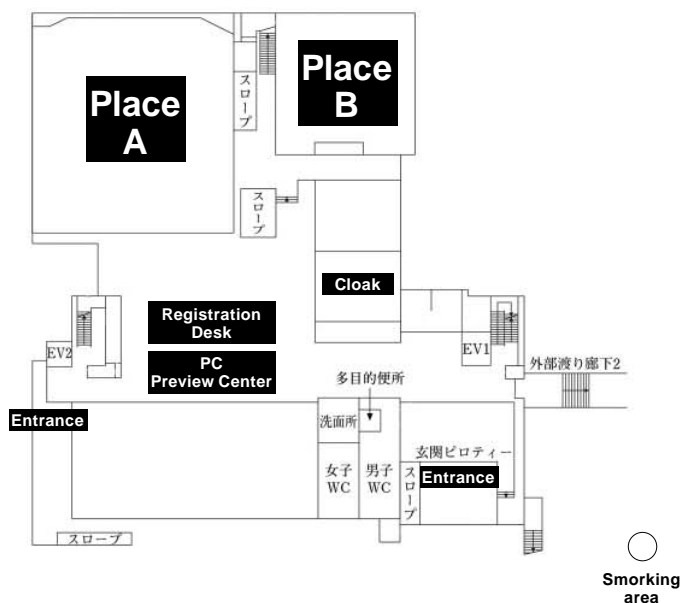 Place
A
Place
B
スロープ
スロープ
Cloak
Registration
Desk
PC
Preview Center
EV2
EV1
外部渡り廊下2
多目的便所
Entrance
洗面所
女子
WC
男子
WC
玄関ピロティー
スロープ
Entrance
スロープ
Smorking
area